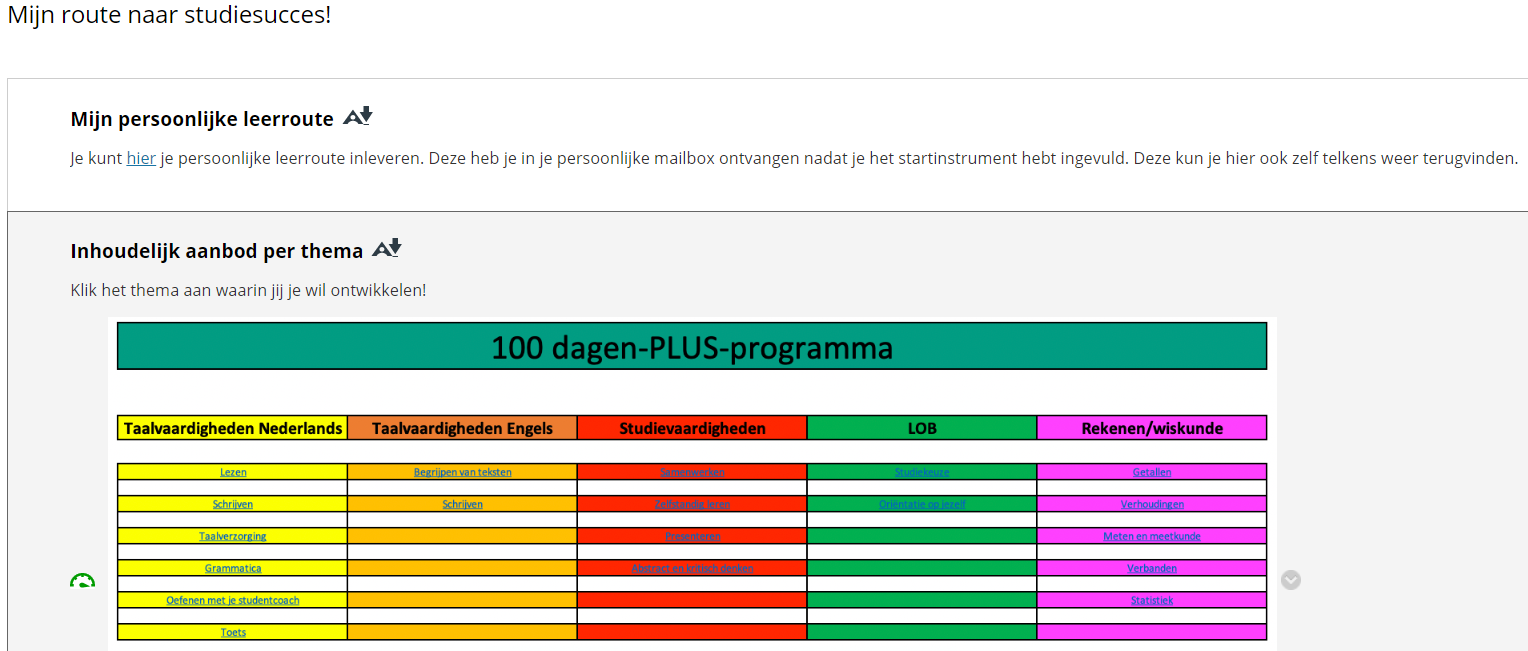 Mijn route naar studiesucces!
Mijn persoonlijke leerroute
Je kunt hier je persoonlijke leerroute inleveren. Deze heb je in je persoonlijke mailbox ontvangen nadat je het startinstrument hebt ingevuld. Deze kun je hier ook zelf telkens weer terugvinden.
Inhoudelijk aanbod per thema
Klik het thema aan waarin jij je wil ontwikkelen!
100 dagen-PLUS-programma
Taalvaardigheden Nederlands Taalvaardigheden Engels Studievaardigheden LOB Rekenen/wiskunde
Lezen Begrijpen van teksten Samenwerken Studiekeuze Getallen
Schrijven Schrijven Zelfstandig leren Oriëntatie op jezelf Verhoudingen
Taalverzorging Presenteren Meten en meetkunde
Grammatica Abstract en kritisch denken Verbanden
Oefenen met je studentcoach Statistiek
Toets